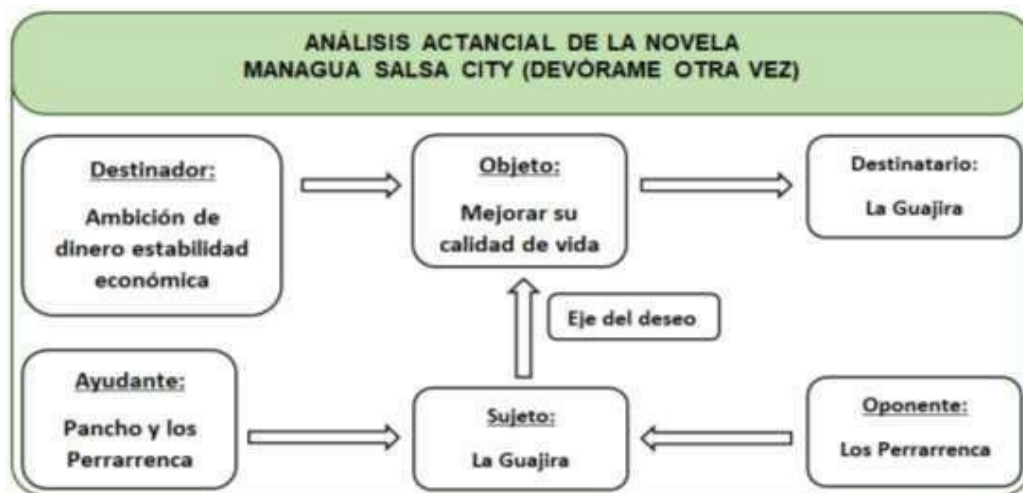 ANÁLISIS ACTANCIAL DE LA NOVELA
MANAGUA SALSA CITY (DEVÓRAME OTRA VEZ)
Destinador:
Ambición de
dinero estabilidad
económica
Objeto:
Mejorar su
calidad de vida
Destinatario:
La Guajira
Eje del deseo
Ayudante:
Pancho y los
Perrarrenca
Sujeto:
La Guajira
Oponente:
Los Perrarrenca